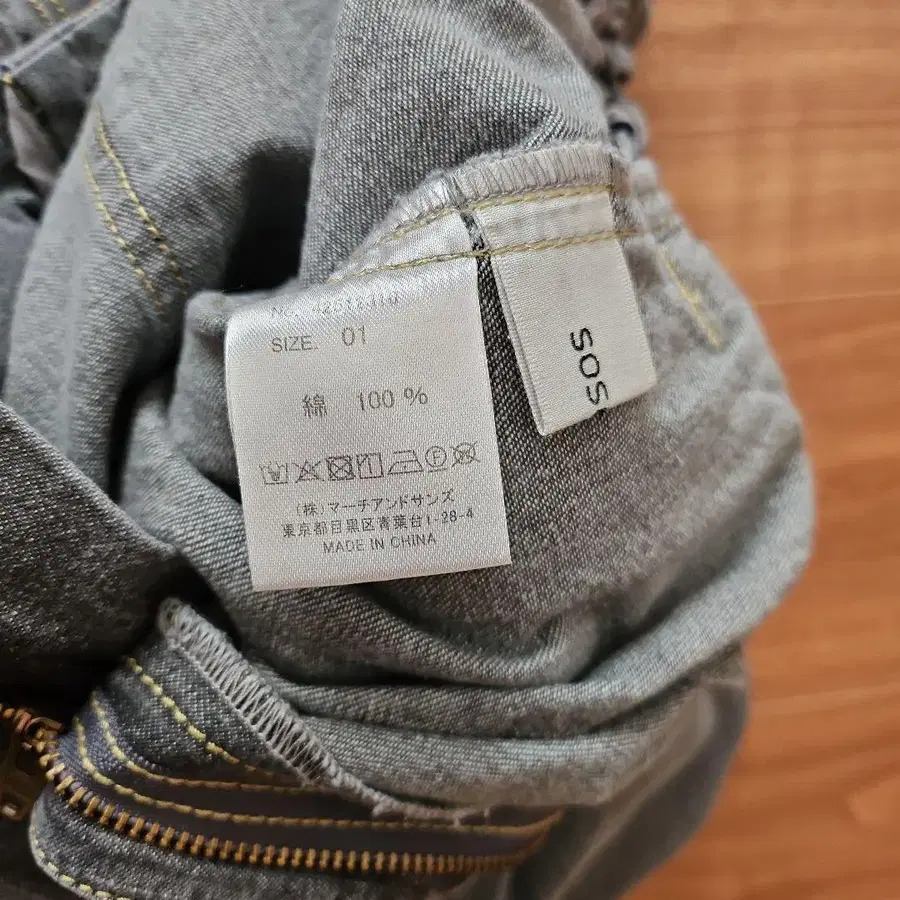 SIZE. 01
綿 100 %
(株) マーチアンドサンズ
東京都目黒区青葉台1-28-4
MADE IN CHINA
SOS